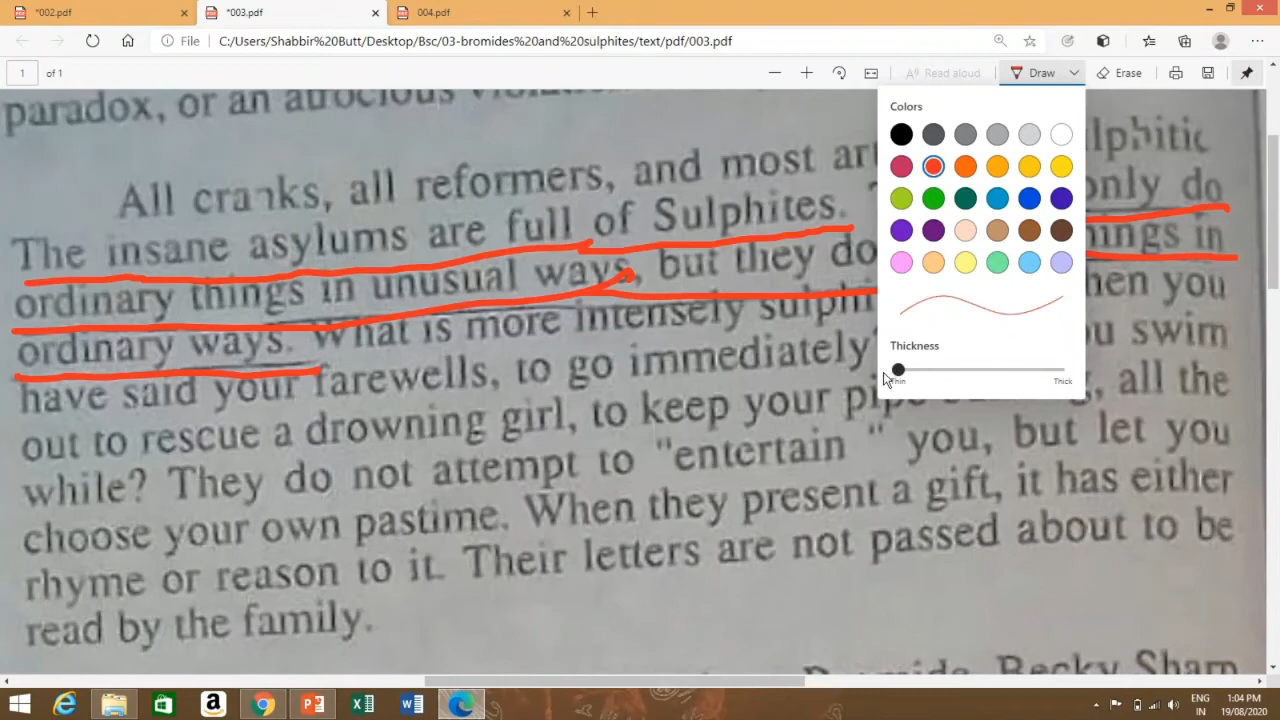 *002.pdf
*003.pdf
004.pdf
File
C:/Users/Shabbir%20Butt/Desktop/Bsc/03-bromides%20and%20sulphites/text/pdf/003.pdf
1 of 1
Read aloud
Draw
Erase
Colors
Thickness
Thin
Thick
paradox, or an atrocious
All cranks, all reformers, and most
The insane asylums are full of Sulphites. only do
ordinary things in unusual ways, but they do in
ordinary ways. What is more intensely you
have said your farewells, to go immediately? swim
out to rescue a drowning girl, to keep your all the
while? They do not attempt to "entertain " you, but let you
choose your own pastime. When they present a gift, it has either
rhyme or reason to it. Their letters are not passed about to be
read by the family.
Becky Sharp
ENG
1:04 PM
IN
19/08/2020